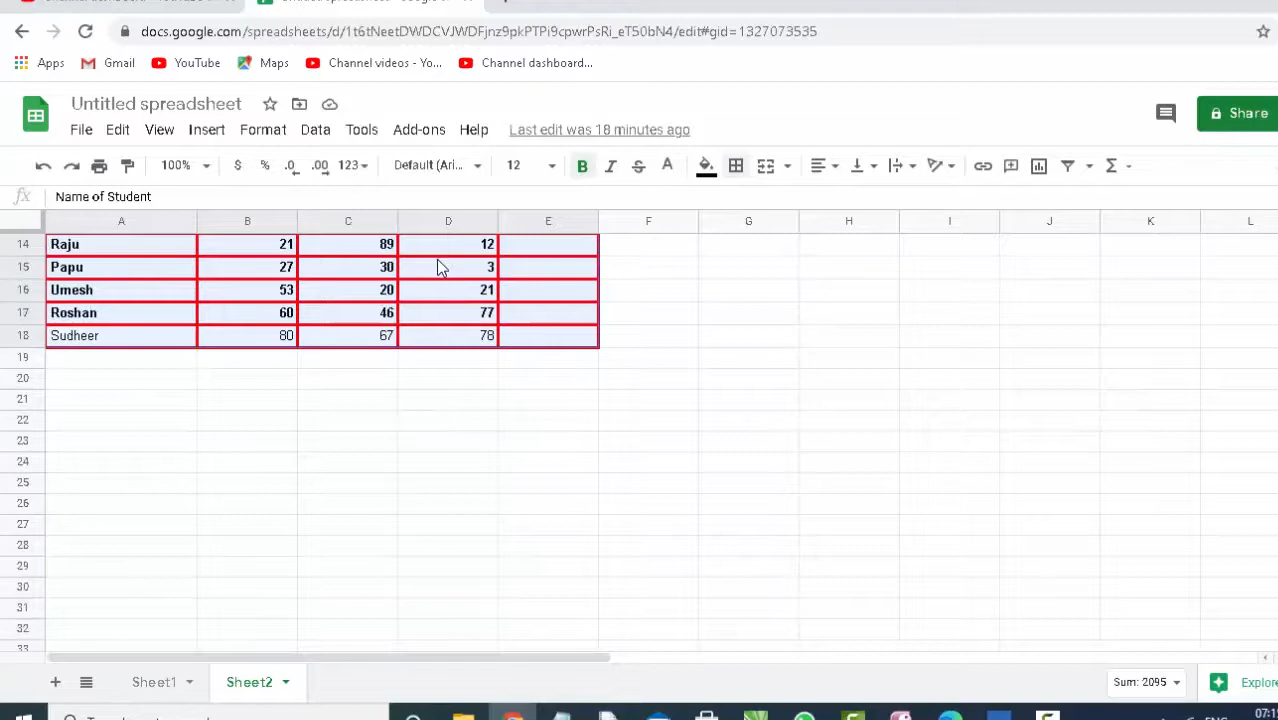 docs.google.com/spreadsheets/d/1t6tNeetDWDCVJWDFjnz9pkPTPi9cpwrPsRi_eT50bN4/edit#gid=1327073535
Apps Gmail YouTube Maps Channel videos - Yo... Channel dashboard...
Untitled spreadsheet
Share
File Edit View Insert Format Data Tools Add-ons Help Last edit was 18 minutes ago
100% $ % .0 .00 123 Default (Ari... 12 B I S A Σ
fx Name of Student
A B C D E F G H I J K L
14 Raju 21 89 12
15 Papu 27 30 3
16 Umesh 53 20 21
17 Roshan 60 46 77
18 Sudheer 80 67 78
19
20
21
22
23
24
25
26
27
28
29
30
31
32
33
+ Sheet1 Sheet2 Sum: 2095 Explore